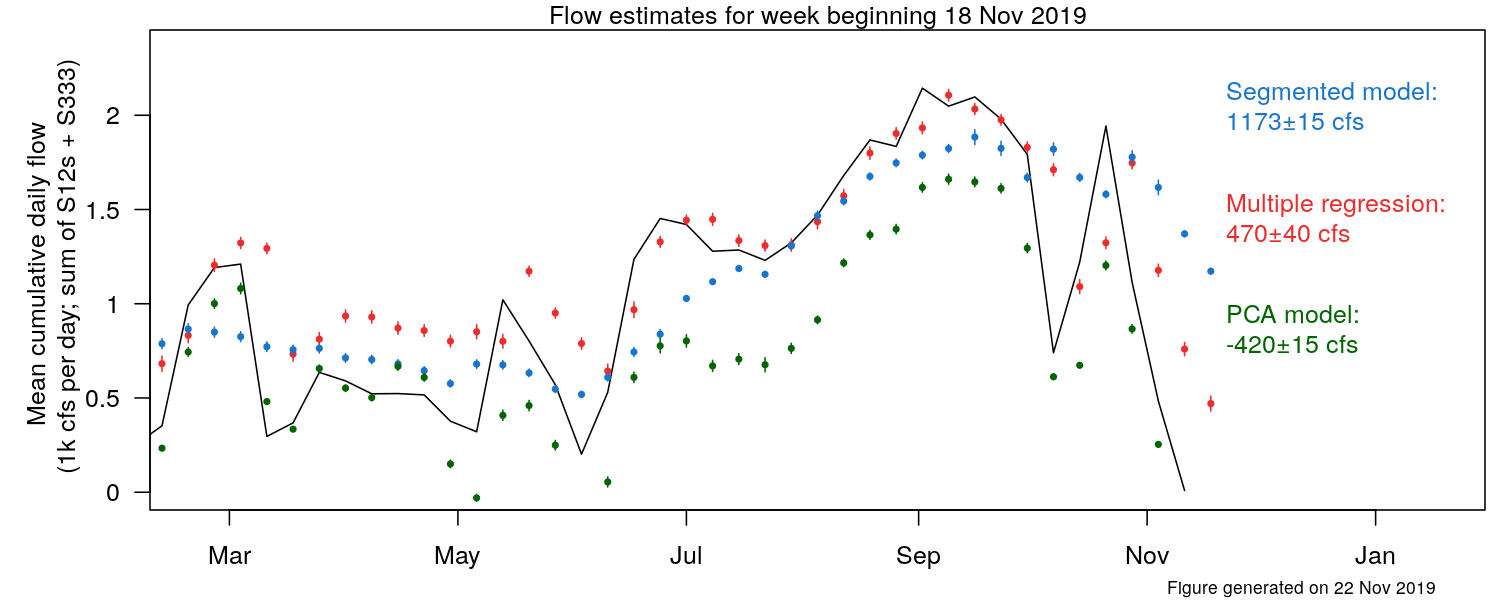 Flow estimates for week beginning 18 Nov 2019
Mean cumulative daily flow
(1k cfs per day; sum of S12s + S333)
2
1.5
1
0.5
0
Segmented model:
1173±15 cfs
Multiple regression:
470±40 cfs
PCA model:
-420±15 cfs
Mar May Jul Sep Nov Jan
Figure generated on 22 Nov 2019